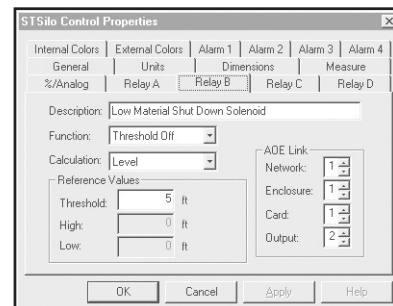 STSilo Control Properties
Internal Colors External Colors Alarm 1 Alarm 2 Alarm 3 Alarm 4
General Units Dimensions Measure
%/Analog Relay A Relay B Relay C Relay D
Description: Low Material Shut Down Solenoid
Function: Threshold Off
Calculation: Level
Reference Values
Threshold: 5 ft
High: 0 ft
Low: 0 ft
AOE Link
Network: 1
Enclosure: 1
Card: 1
Output: 2
OK Cancel Apply Help